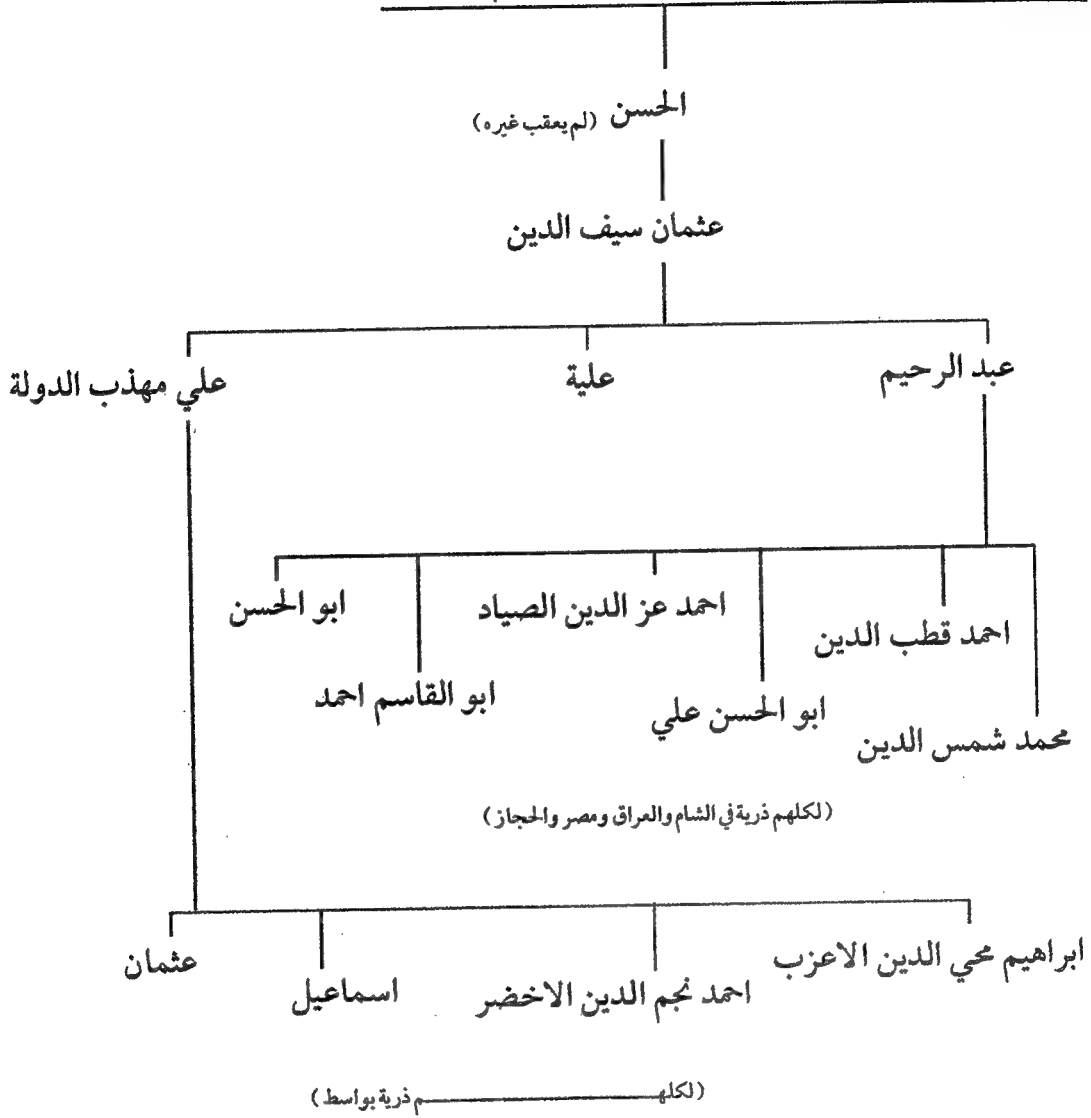 الحسن (لم يعقب غيره)
عثمان سيف الدين
عبد الرحيم
علية
علي مهذب الدولة
احمد عز الدين الصياد
ابو الحسن
احمد قطب الدين
ابو الحسن علي
ابو القاسم احمد
محمد شمس الدين
(لكلهم ذرية في الشام والعراق ومصر والحجاز)
ابراهيم محي الدين الاعزب
عثمان
احمد نجم الدين الاخضر
اسماعيل
(لكلهم ذرية بواسط)